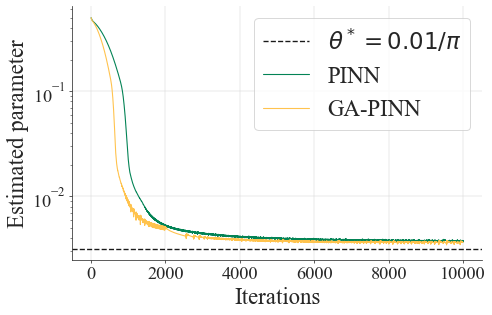 θ* = 0.01/π
PINN
GA-PINN
Estimated parameter
10⁻¹
10⁻²
0 2000 4000 6000 8000 10000
Iterations